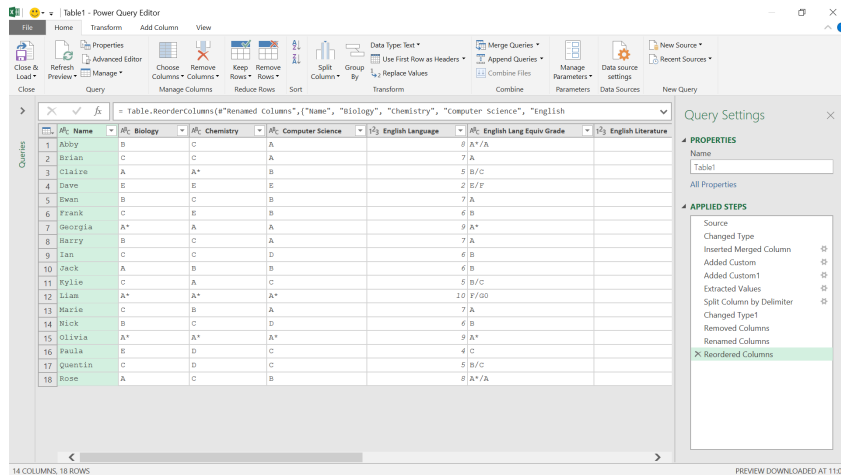 Table1 - Power Query Editor
File Home Transform Add Column View
Close & Load
Refresh Preview
Properties
Advanced Editor
Manage
Choose Columns
Remove Columns
Keep Rows
Remove Rows
Split Column
Group By
Data Type: Text
Use First Row as Headers
Replace Values
Merge Queries
Append Queries
Combine Files
Manage Parameters
Data source settings
New Source
Recent Sources
Close Query Manage Columns Reduce Rows Sort Transform Combine Parameters Data Sources New Query
fx = Table.ReorderColumns(#"Renamed Columns",{"Name", "Biology", "Chemistry", "Computer Science", "English
Queries
ABC Name ABC Biology ABC Chemistry ABC Computer Science 123 English Language ABC English Lang Equiv Grade 123 English Literature
1 Abby B C A 8 A*/A
2 Brian C C A 7 A
3 Claire A A* B 5 B/C
4 Dave E E E 2 E/F
5 Ewan B C B 7 A
6 Frank C E B 6 B
7 Georgia A* A A 9 A*
8 Harry B C A 7 A
9 Ian C C D 6 B
10 Jack A B B 6 B
11 Kylie C A C 5 B/C
12 Liam A* A* A* 10 F/G0
13 Marie C B A 7 A
14 Nick B C D 6 B
15 Olivia A* A* A* 9 A*
16 Paula E D C 4 C
17 Quentin C D C 5 B/C
18 Rose A C B 8 A*/A
Query Settings
PROPERTIES
Name
Table1
All Properties
APPLIED STEPS
Source
Changed Type
Inserted Merged Column
Added Custom
Added Custom1
Extracted Values
Split Column by Delimiter
Changed Type1
Removed Columns
Renamed Columns
Reordered Columns
14 COLUMNS, 18 ROWS
PREVIEW DOWNLOADED AT 11:0